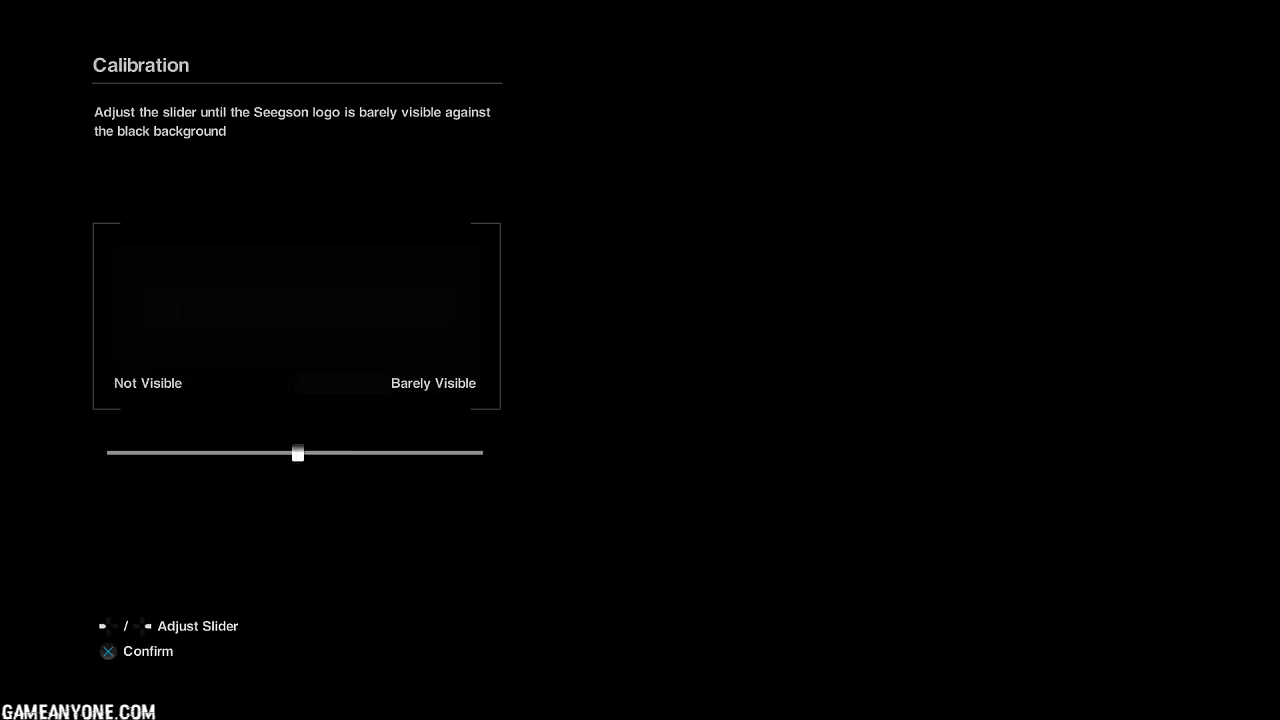 Calibration
Adjust the slider until the Seegson logo is barely visible against
the black background
Not Visible
Barely Visible
/ Adjust Slider
Confirm
GAMEANYONE.COM